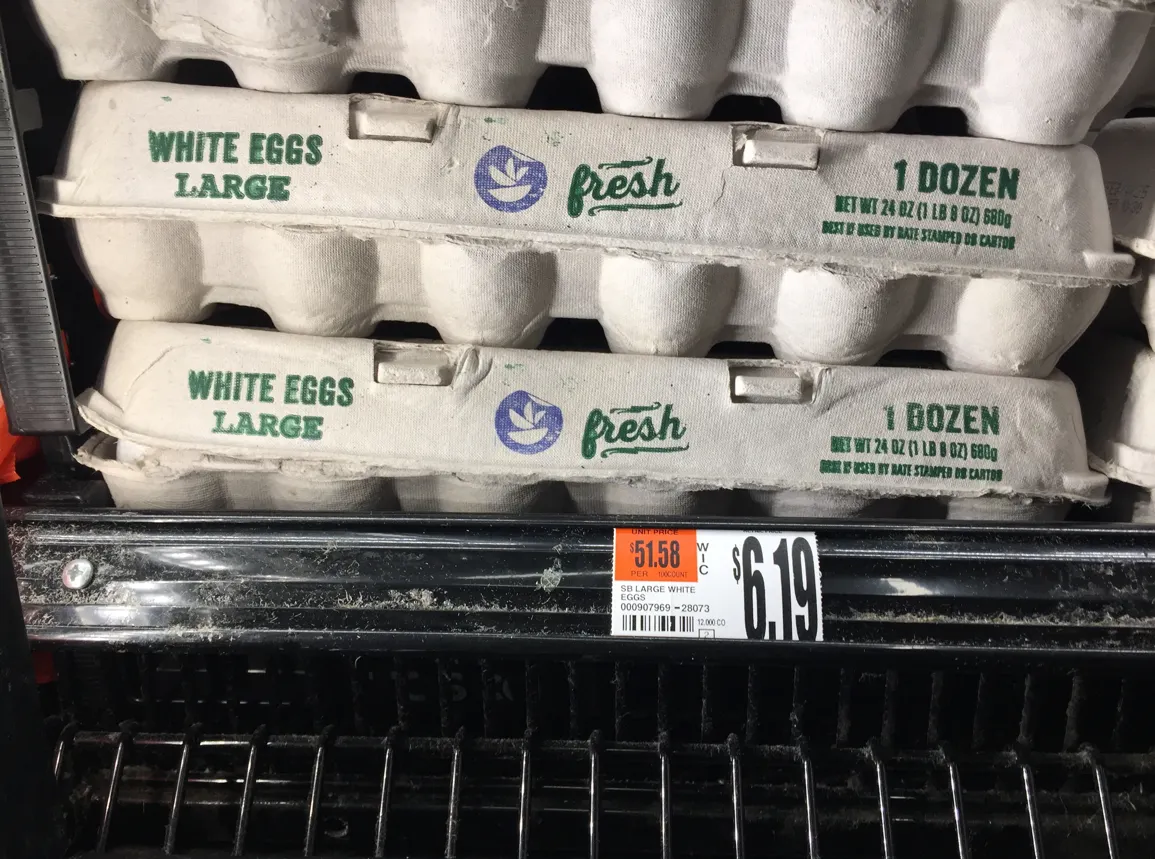 WHITE EGGS
LARGE
fresh
1 DOZEN
NET WT 24 OZ (1 LB 8 OZ) 680g
BEST IF USED BY DATE STAMPED ON CARTON
WHITE EGGS
LARGE
fresh
1 DOZEN
NET WT 24 OZ (1 LB 8 OZ) 680g
BEST IF USED BY DATE STAMPED ON CARTON
UNIT PRICE
$51.58
PER 100COUNT
WIC
$6.19
SB LARGE WHITE
EGGS
000907969-28073
12.000 CO
2